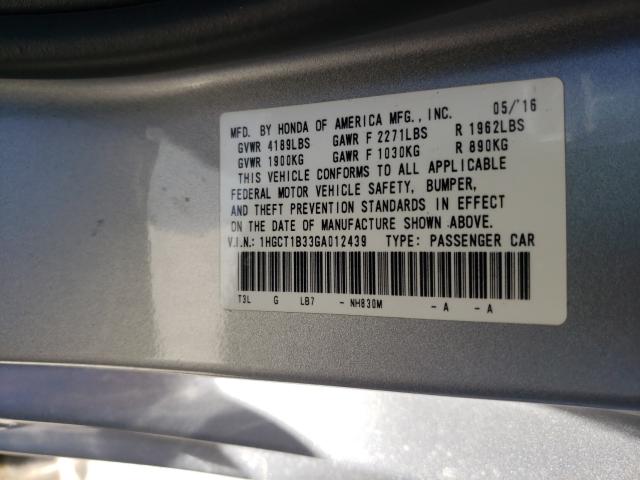 MFD. BY HONDA OF AMERICA MFG., INC. 05/'16
GVWR 4189LBS GAWR F 2271LBS R 1962LBS
GVWR 1900KG GAWR F 1030KG R 890KG
THIS VEHICLE CONFORMS TO ALL APPLICABLE
FEDERAL MOTOR VEHICLE SAFETY, BUMPER,
AND THEFT PREVENTION STANDARDS IN EFFECT
ON THE DATE OF MANUFACTURE SHOWN ABOVE.
V.I.N.: 1HGCT1B33GA012439 TYPE: PASSENGER CAR
T3L G LB7 - NH830M - A - A